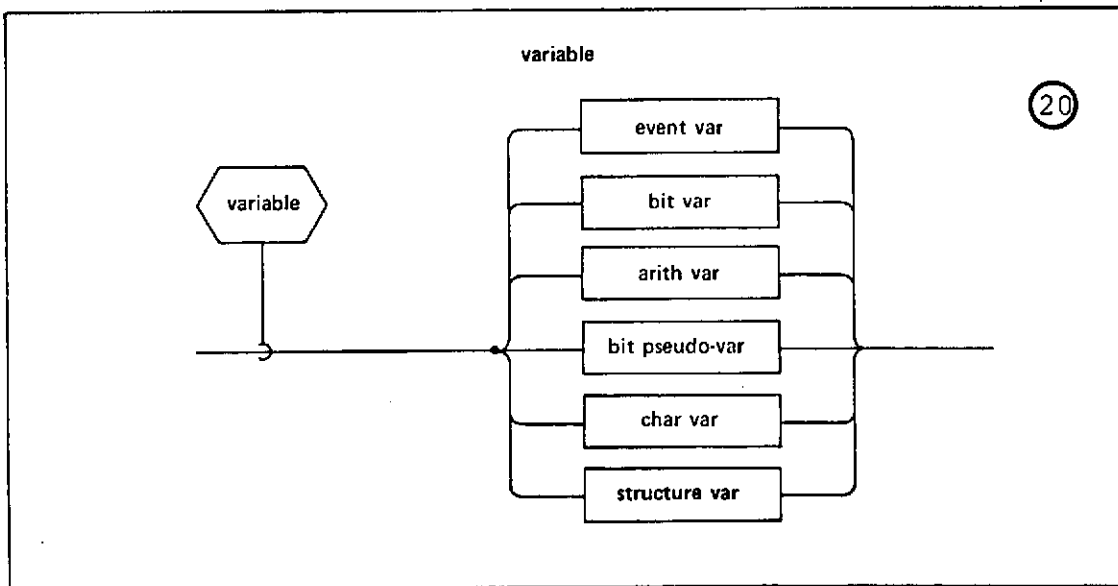 variable
20
event var
variable
bit var
arith var
bit pseudo-var
char var
structure var